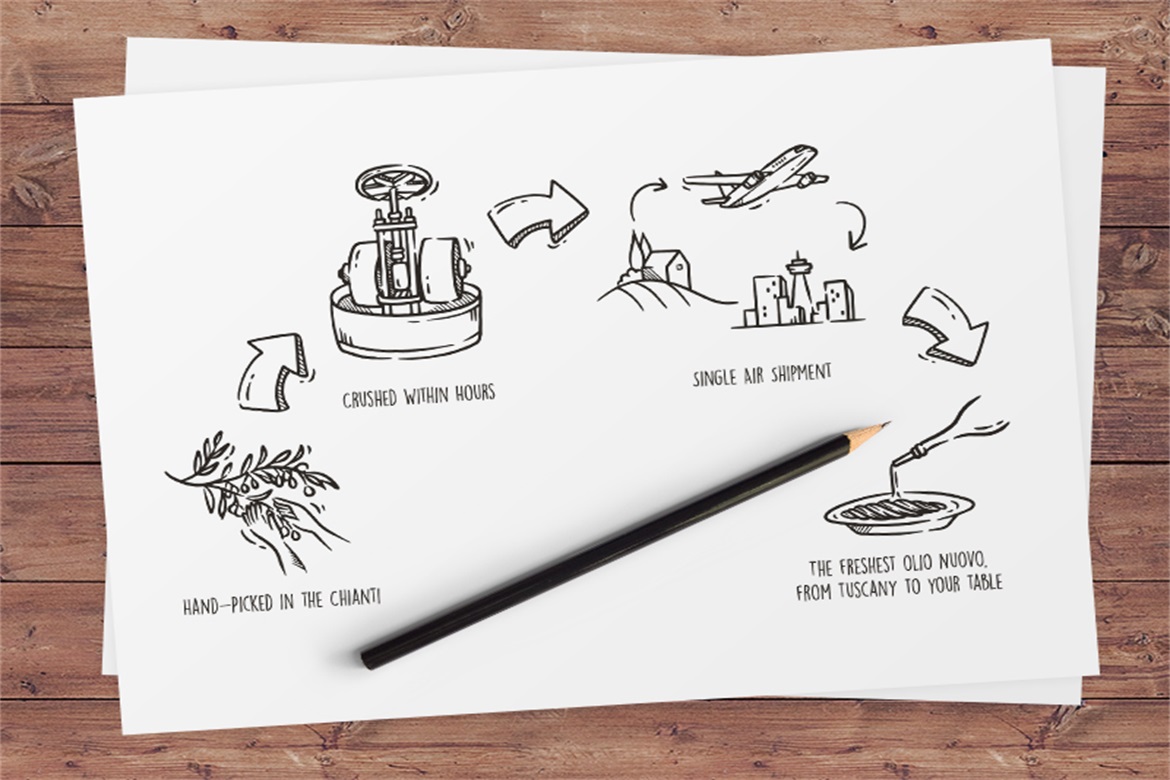 HAND-PICKED IN THE CHIANTI
CRUSHED WITHIN HOURS
SINGLE AIR SHIPMENT
THE FRESHEST OLIO NUOVO,
FROM TUSCANY TO YOUR TABLE